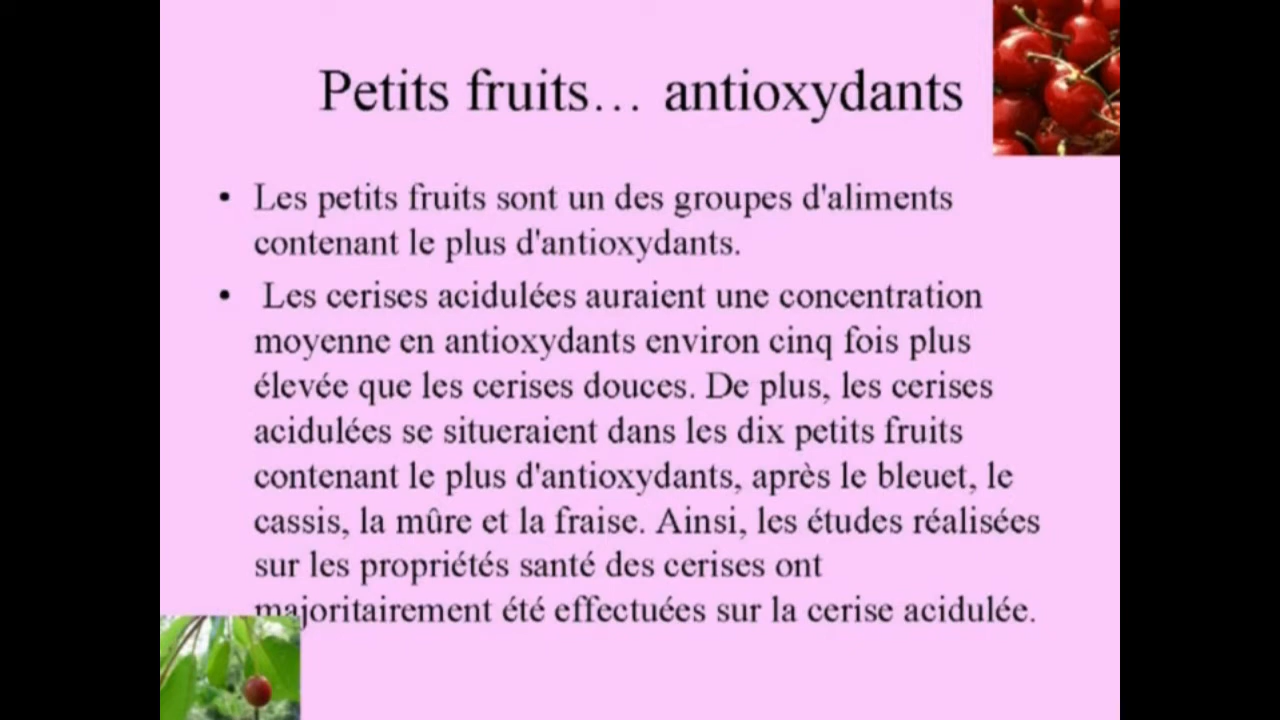 Petits fruits… antioxydants
• Les petits fruits sont un des groupes d'aliments
contenant le plus d'antioxydants.
• Les cerises acidulées auraient une concentration
moyenne en antioxydants environ cinq fois plus
élevée que les cerises douces. De plus, les cerises
acidulées se situeraient dans les dix petits fruits
contenant le plus d'antioxydants, après le bleuet, le
cassis, la mûre et la fraise. Ainsi, les études réalisées
sur les propriétés santé des cerises ont
majoritairement été effectuées sur la cerise acidulée.